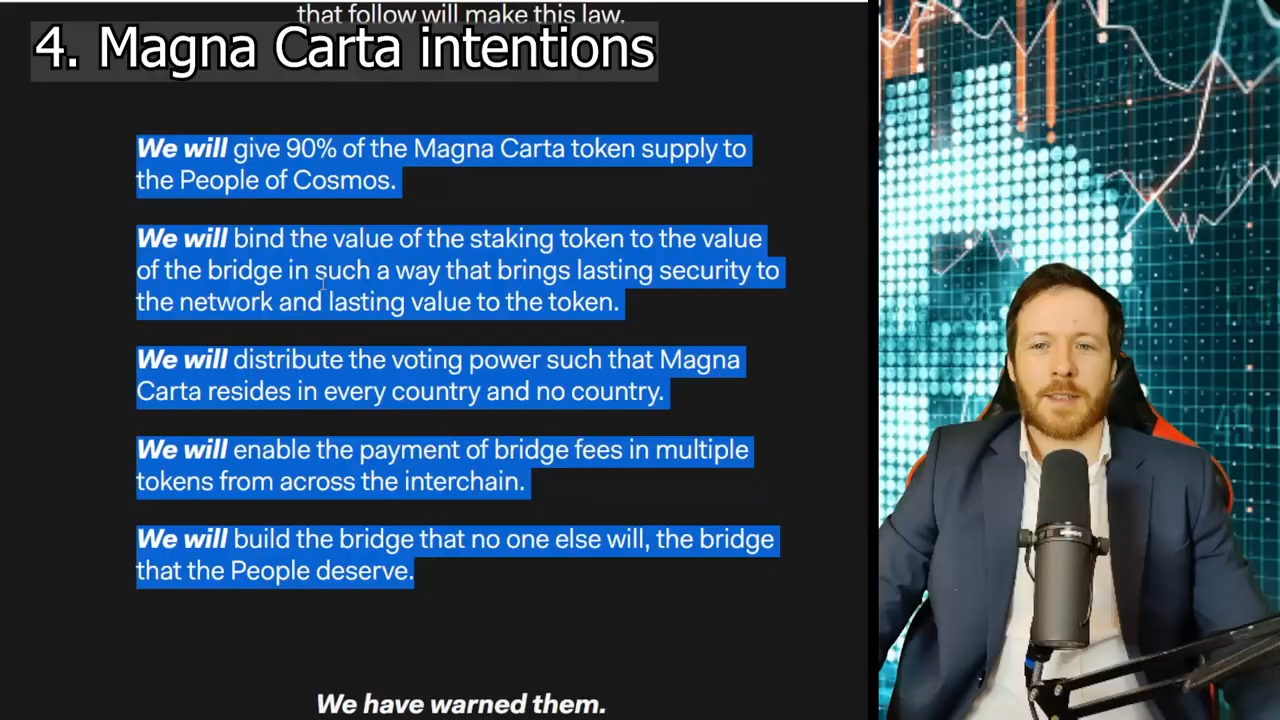 that follow will make this law.
4. Magna Carta intentions
We will give 90% of the Magna Carta token supply to
the People of Cosmos.
We will bind the value of the staking token to the value
of the bridge in such a way that brings lasting security to
the network and lasting value to the token.
We will distribute the voting power such that Magna
Carta resides in every country and no country.
We will enable the payment of bridge fees in multiple
tokens from across the interchain.
We will build the bridge that no one else will, the bridge
that the People deserve.
We have warned them.